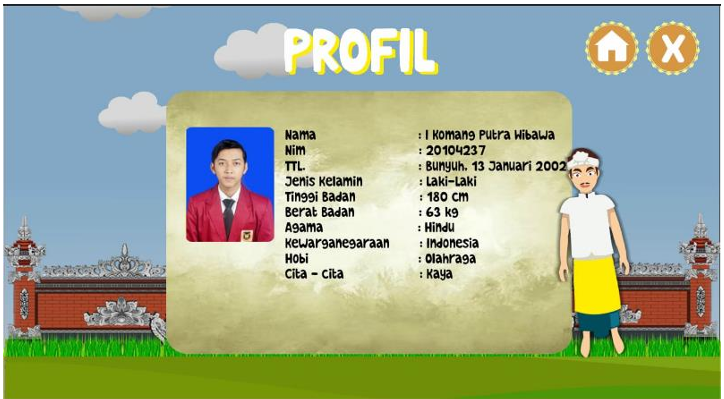 PROFIL
X
Nama : I Komang Putra Wibawa
Nim : 20104237
TTL. : Bunyuh, 13 Januari 2002
Jenis Kelamin : Laki-Laki
Tinggi Badan : 180 cm
Berat Badan : 63 kg
Agama : Hindu
Kewarganegaraan : Indonesia
Hobi : Olahraga
Cita - Cita : Kaya